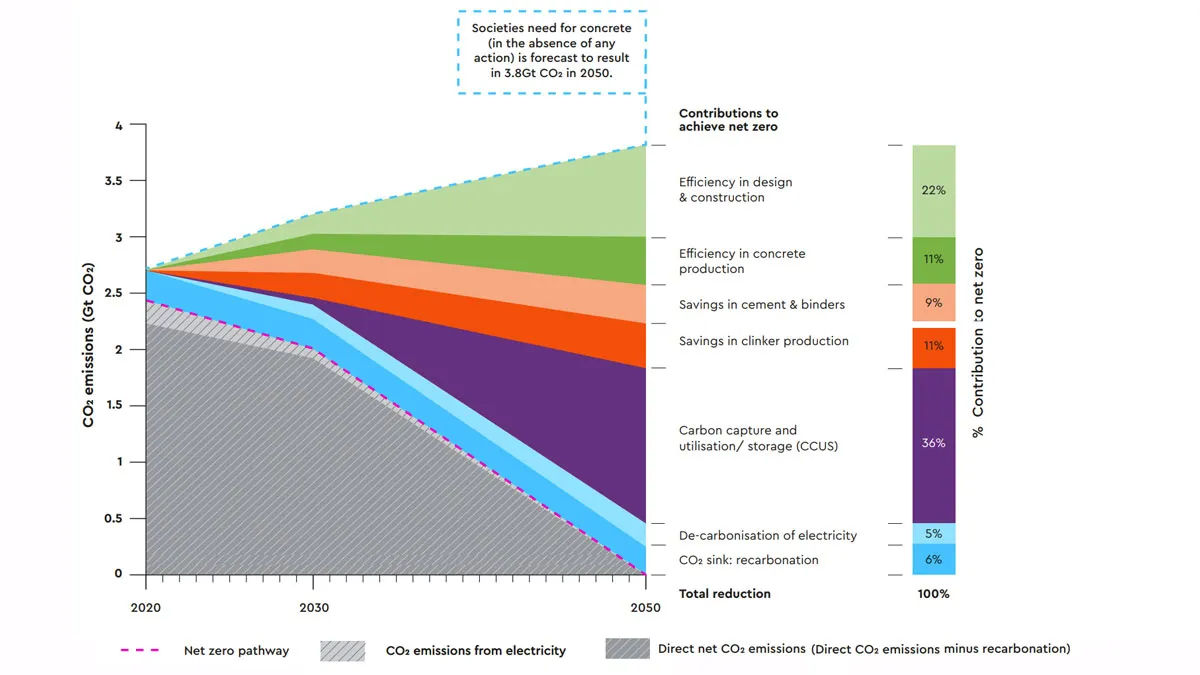 Societies need for concrete
(in the absence of any
action) is forecast to result
in 3.8Gt CO₂ in 2050.
Contributions to
achieve net zero
4
3.5
3
2.5
2
1.5
1
0.5
0
CO₂ emissions (Gt CO₂)
2020
2030
2050
Efficiency in design
& construction
22%
Efficiency in concrete
production
11%
Savings in cement & binders
9%
Savings in clinker production
11%
Carbon capture and
utilisation/ storage (CCUS)
36%
De-carbonisation of electricity
5%
CO₂ sink: recarbonation
6%
Total reduction
100%
% Contribution to net zero
Net zero pathway
CO₂ emissions from electricity
Direct net CO₂ emissions (Direct CO₂ emissions minus recarbonation)